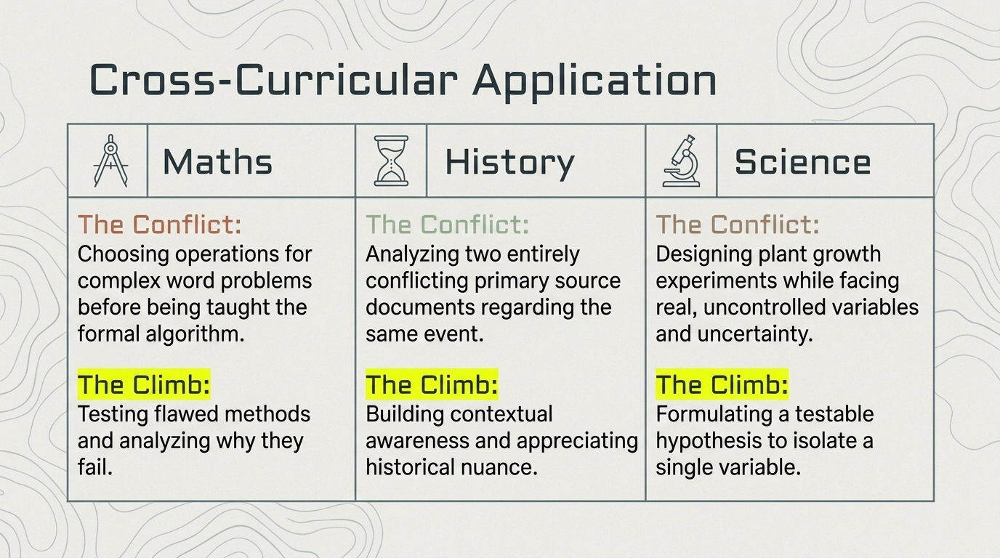 Cross-Curricular Application
Maths
The Conflict:
Choosing operations for
complex word problems
before being taught the
formal algorithm.
The Climb:
Testing flawed methods
and analyzing why they
fail.
History
The Conflict:
Analyzing two entirely
conflicting primary source
documents regarding the
same event.
The Climb:
Building contextual
awareness and appreciating
historical nuance.
Science
The Conflict:
Designing plant growth
experiments while facing
real, uncontrolled variables
and uncertainty.
The Climb:
Formulating a testable
hypothesis to isolate a
single variable.